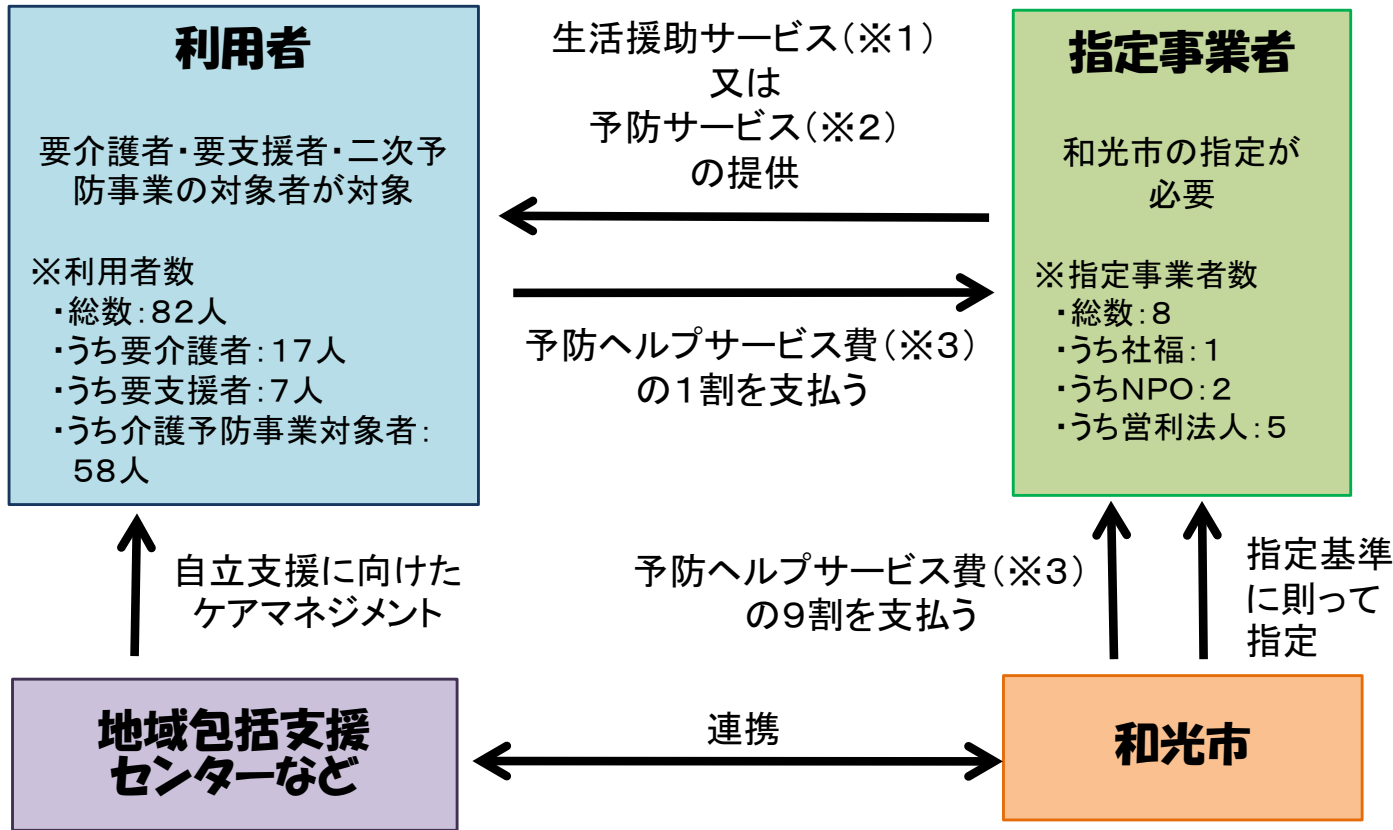 利用者
要介護者・要支援者・二次予
防事業の対象者が対象
※利用者数
・総数:82人
・うち要介護者:17人
・うち要支援者:7人
・うち介護予防事業対象者:
58人
生活援助サービス(※1)
又は
予防サービス(※2)
の提供
予防ヘルプサービス費(※3)
の1割を支払う
指定事業者
和光市の指定が
必要
※指定事業者数
・総数:8
・うち社福:1
・うちNPO:2
・うち営利法人:5
自立支援に向けた
ケアマネジメント
予防ヘルプサービス費(※3)
の9割を支払う
指定基準
に則って
指定
地域包括支援
センターなど
連携
和光市